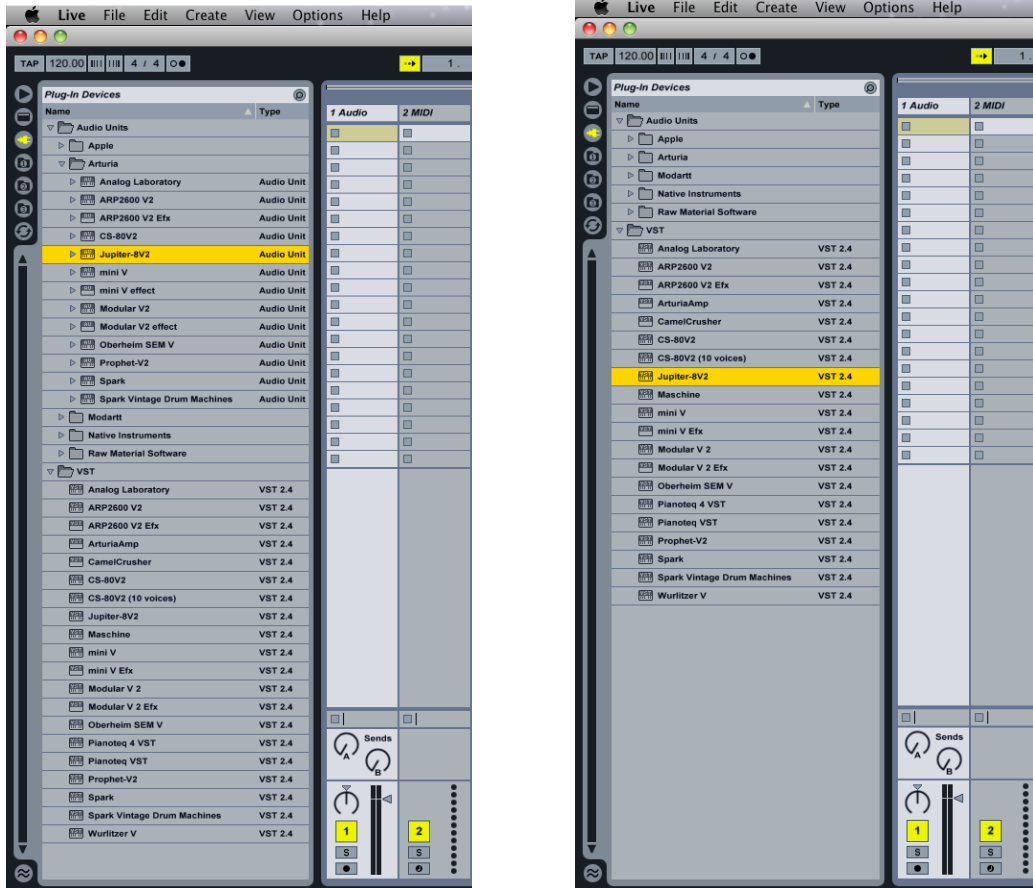 Live File Edit Create View Options Help
TAP 120.00 4 / 4 1 .
Plug-In Devices
Name Type 1 Audio 2 MIDI
Audio Units
Apple
Arturia
Analog Laboratory Audio Unit
ARP2600 V2 Audio Unit
ARP2600 V2 Efx Audio Unit
CS-80V2 Audio Unit
Jupiter-8V2 Audio Unit
mini V Audio Unit
mini V effect Audio Unit
Modular V2 Audio Unit
Modular V2 effect Audio Unit
Oberheim SEM V Audio Unit
Prophet-V2 Audio Unit
Spark Audio Unit
Spark Vintage Drum Machines Audio Unit
Modartt
Native Instruments
Raw Material Software
VST
Analog Laboratory VST 2.4
ARP2600 V2 VST 2.4
ARP2600 V2 Efx VST 2.4
ArturiaAmp VST 2.4
CamelCrusher VST 2.4
CS-80V2 VST 2.4
CS-80V2 (10 voices) VST 2.4
Jupiter-8V2 VST 2.4
Maschine VST 2.4
mini V VST 2.4
mini V Efx VST 2.4
Modular V 2 VST 2.4
Modular V 2 Efx VST 2.4
Oberheim SEM V VST 2.4
Pianoteq 4 VST VST 2.4
Pianoteq VST VST 2.4
Prophet-V2 VST 2.4
Spark VST 2.4
Spark Vintage Drum Machines VST 2.4
Wurlitzer V VST 2.4
Sends
A
B
1 2
S S
Live File Edit Create View Options Help
TAP 120.00 4 / 4 1 .
Plug-In Devices
Name Type 1 Audio 2 MIDI
Audio Units
Apple
Arturia
Modartt
Native Instruments
Raw Material Software
VST
Analog Laboratory VST 2.4
ARP2600 V2 VST 2.4
ARP2600 V2 Efx VST 2.4
ArturiaAmp VST 2.4
CamelCrusher VST 2.4
CS-80V2 VST 2.4
CS-80V2 (10 voices) VST 2.4
Jupiter-8V2 VST 2.4
Maschine VST 2.4
mini V VST 2.4
mini V Efx VST 2.4
Modular V 2 VST 2.4
Modular V 2 Efx VST 2.4
Oberheim SEM V VST 2.4
Pianoteq 4 VST VST 2.4
Pianoteq VST VST 2.4
Prophet-V2 VST 2.4
Spark VST 2.4
Spark Vintage Drum Machines VST 2.4
Wurlitzer V VST 2.4
Sends
A
B
1 2
S S